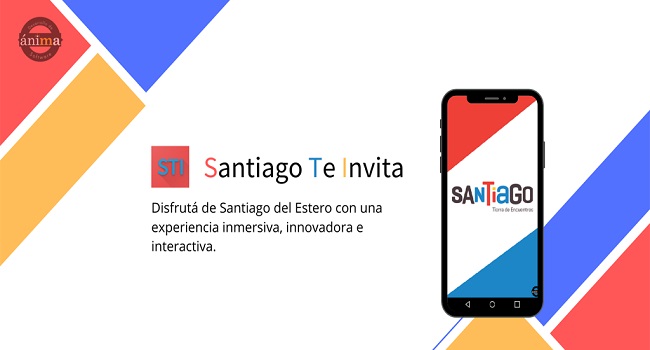 ánima
Software
STI
Santiago Te Invita
Disfrutá de Santiago del Estero con una
experiencia inmersiva, innovadora e
interactiva.
SANTIAGO
Tierra de Encuentros